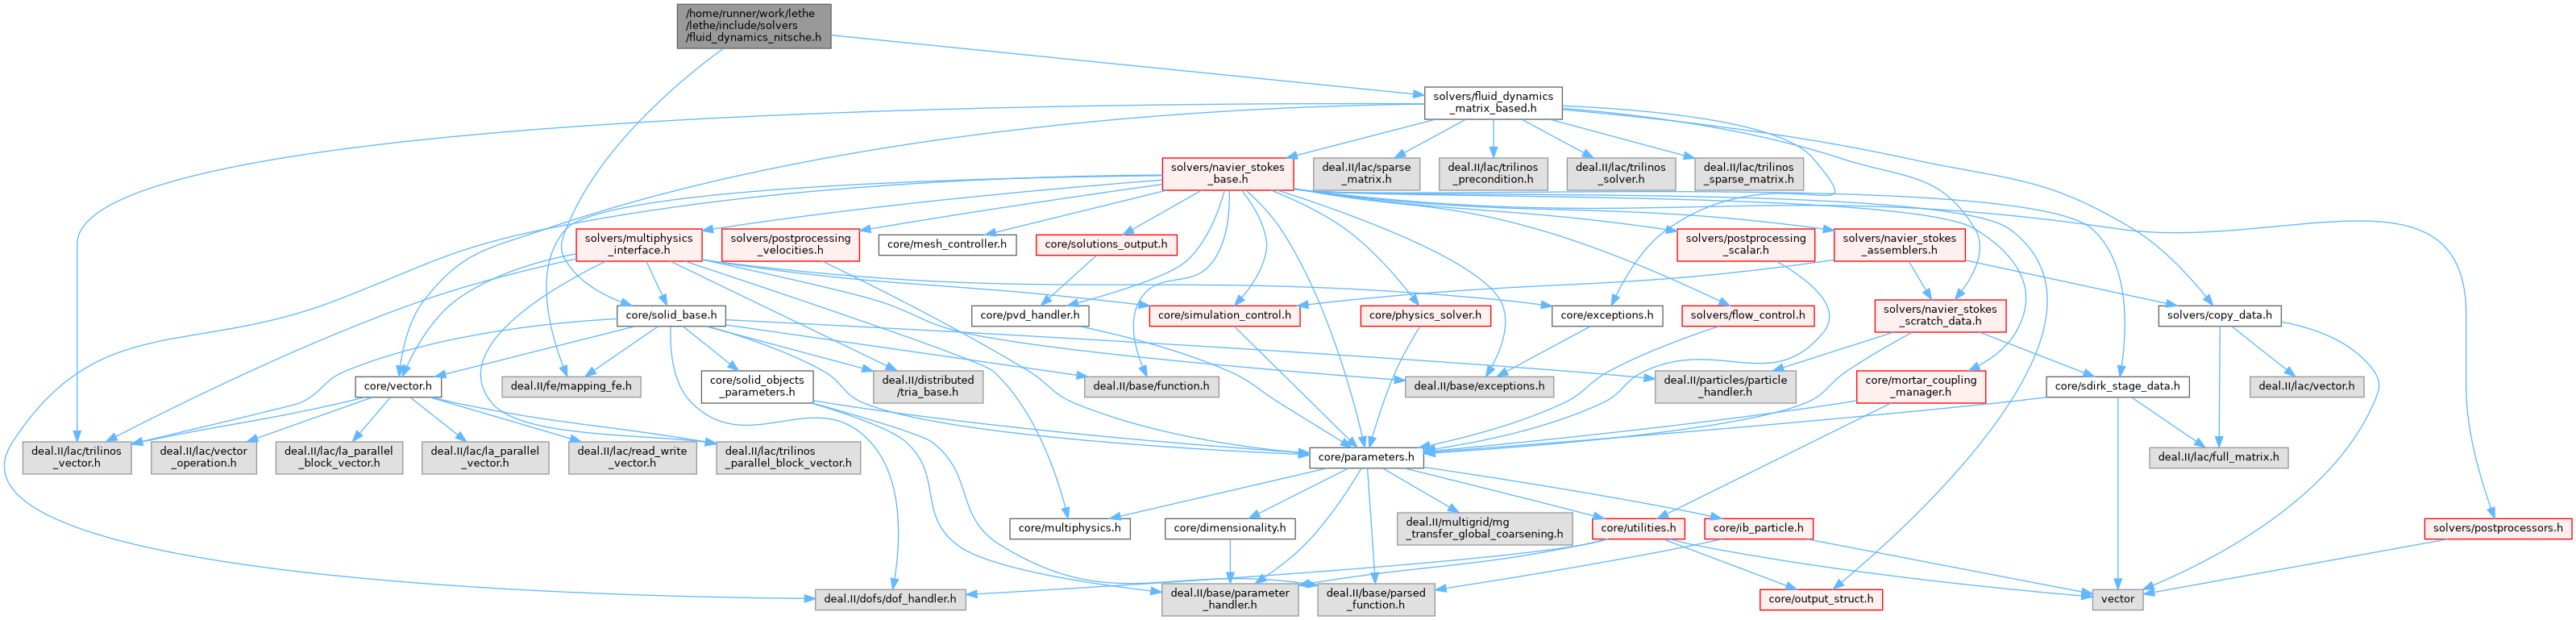 /home/runner/work/lethe
/lethe/include/solvers
/fluid_dynamics_nitsche.h
solvers/fluid_dynamics
_matrix_based.h
solvers/navier_stokes
_base.h
deal.II/lac/sparse
_matrix.h
deal.II/lac/trilinos
_precondition.h
deal.II/lac/trilinos
_solver.h
deal.II/lac/trilinos
_sparse_matrix.h
solvers/multiphysics
_interface.h
solvers/postprocessing
_velocities.h
core/mesh_controller.h
core/solutions_output.h
solvers/postprocessing
_scalar.h
solvers/navier_stokes
_assemblers.h
core/solid_base.h
core/pvd_handler.h
core/simulation_control.h
core/physics_solver.h
core/exceptions.h
solvers/flow_control.h
solvers/navier_stokes
_scratch_data.h
solvers/copy_data.h
core/vector.h
deal.II/fe/mapping_fe.h
core/solid_objects
_parameters.h
deal.II/distributed
/tria_base.h
deal.II/base/function.h
deal.II/base/exceptions.h
deal.II/particles/particle
_handler.h
core/mortar_coupling
_manager.h
core/sdirk_stage_data.h
deal.II/lac/vector.h
deal.II/lac/trilinos
_vector.h
deal.II/lac/vector
_operation.h
deal.II/lac/la_parallel
_block_vector.h
deal.II/lac/la_parallel
_vector.h
deal.II/lac/read_write
_vector.h
deal.II/lac/trilinos
_parallel_block_vector.h
core/parameters.h
deal.II/lac/full_matrix.h
core/multiphysics.h
core/dimensionality.h
deal.II/multigrid/mg
_transfer_global_coarsening.h
core/utilities.h
core/ib_particle.h
solvers/postprocessors.h
deal.II/dofs/dof_handler.h
deal.II/base/parameter
_handler.h
deal.II/base/parsed
_function.h
core/output_struct.h
vector